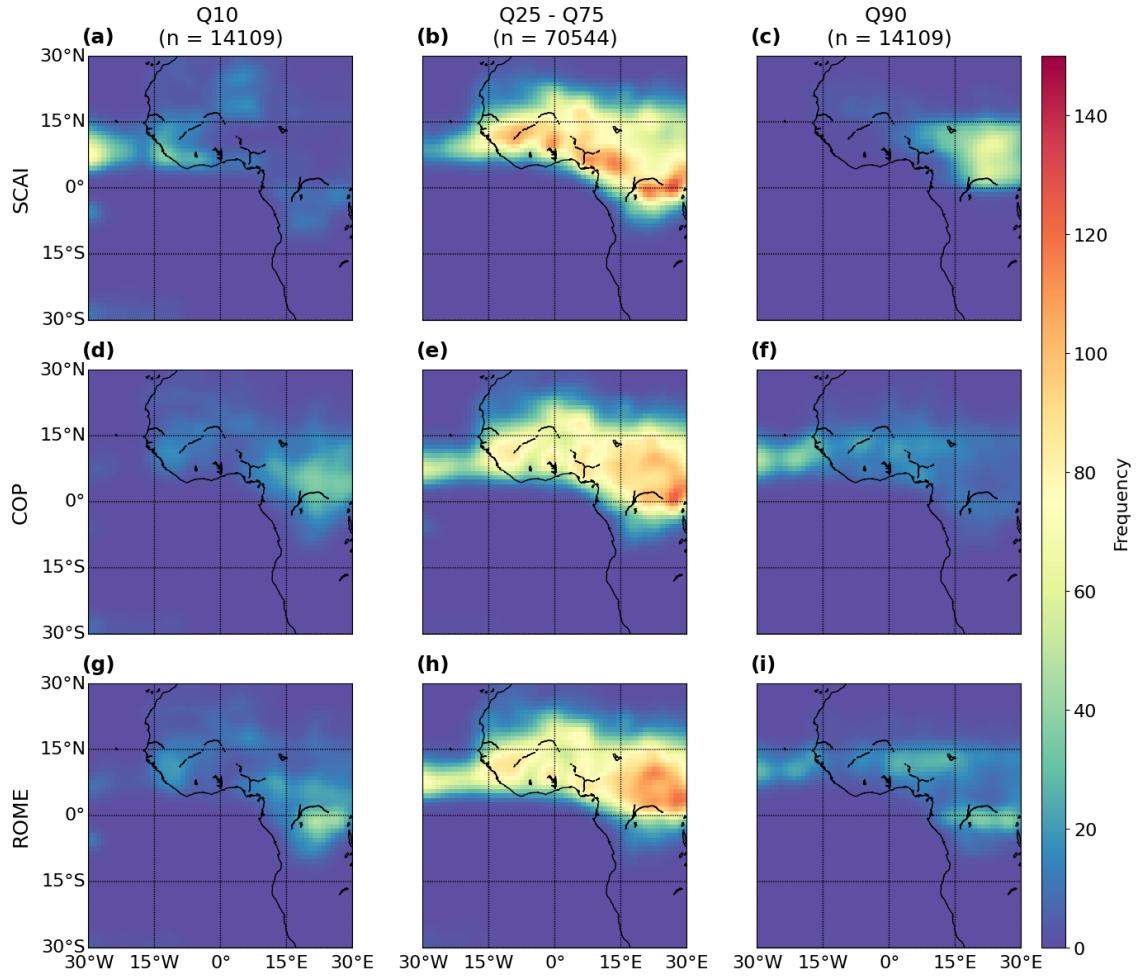 Q10
(n = 14109)
Q25 - Q75
(n = 70544)
Q90
(n = 14109)
(a)
(b)
(c)
30°N
15°N
0°
15°S
30°S
SCAI
(d)
(e)
(f)
30°N
15°N
0°
15°S
30°S
COP
(g)
(h)
(i)
30°N
15°N
0°
15°S
30°S
ROME
30°W 15°W 0° 15°E 30°E
30°W 15°W 0° 15°E 30°E
30°W 15°W 0° 15°E 30°E
140
120
100
80
60
40
20
0
Frequency